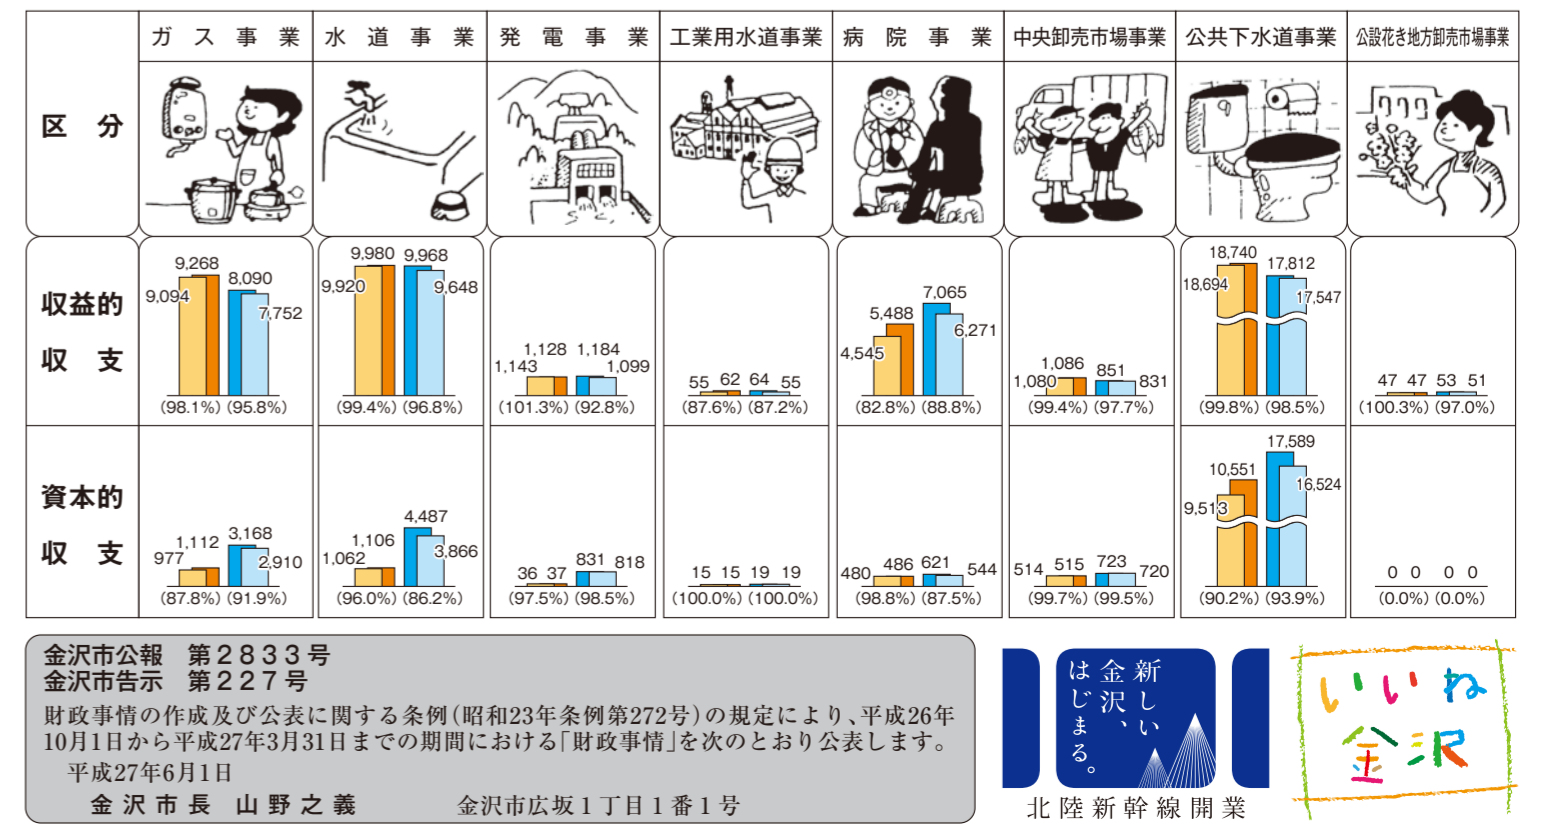 区分
ガス事業
水道事業
発電事業
工業用水道事業
病院事業
中央卸売市場事業
公共下水道事業
公設花き地方卸売市場事業
収益的
収支
9,268
9,094
8,090
7,752
(98.1%) (95.8%)
9,980
9,920
9,968
9,648
(99.4%) (96.8%)
1,128
1,143
1,184
1,099
(101.3%) (92.8%)
55 62 64 55
(87.6%) (87.2%)
5,488
4,545
7,065
6,271
(82.8%) (88.8%)
1,086
1,080
851
831
(99.4%) (97.7%)
18,740
18,694
17,812
17,547
(99.8%) (98.5%)
47 47 53 51
(100.3%) (97.0%)
資本的
収支
1,112
977
3,168
2,910
(87.8%) (91.9%)
1,106
1,062
4,487
3,866
(96.0%) (86.2%)
36 37 831 818
(97.5%) (98.5%)
15 15 19 19
(100.0%) (100.0%)
480 486 621 544
(98.8%) (87.5%)
514 515 723 720
(99.7%) (99.5%)
10,551
9,513
17,589
16,524
(90.2%) (93.9%)
0 0 0 0
(0.0%) (0.0%)
金沢市公報 第2833号
金沢市告示 第227号
財政事情の作成及び公表に関する条例(昭和23年条例第272号)の規定により、平成26年
10月1日から平成27年3月31日までの期間における「財政事情」を次のとおり公表します。
平成27年6月1日
金沢市長 山野之義 金沢市広坂1丁目1番1号
新しい
金沢、
はじまる。
北陸新幹線開業
いいね
金沢